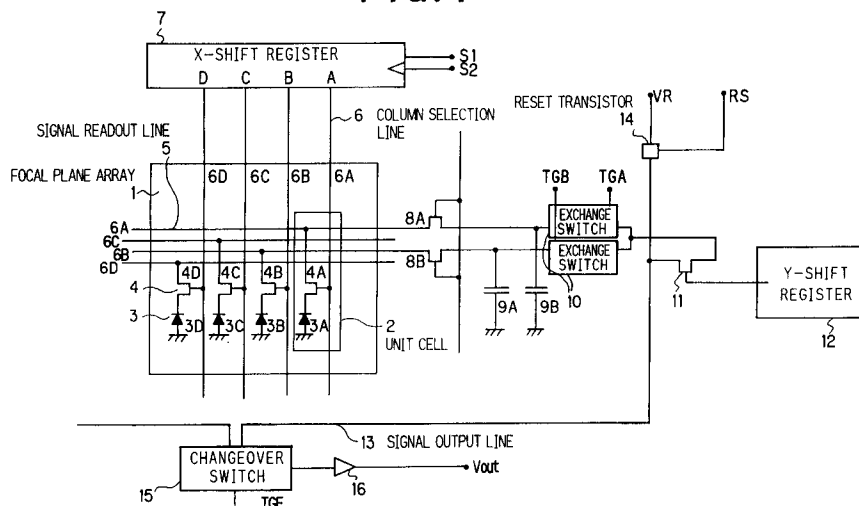 7
X-SHIFT REGISTER
D C B A
S1
S2
6 COLUMN SELECTION
LINE
RESET TRANSISTOR
VR
RS
14
SIGNAL READOUT LINE
5
FOCAL PLANE ARRAY
1
6D 6C 6B 6A
TGB TGA
6A
6C
6B
6D
8A
8B
EXCHANGE
SWITCH
EXCHANGE
SWITCH
10
4D 4C 4B 4A
4
3
3D 3C 3B 3A
2
UNIT CELL
9A 9B
11
Y-SHIFT
REGISTER
12
13 SIGNAL OUTPUT LINE
CHANGEOVER
SWITCH
15
16
Vout